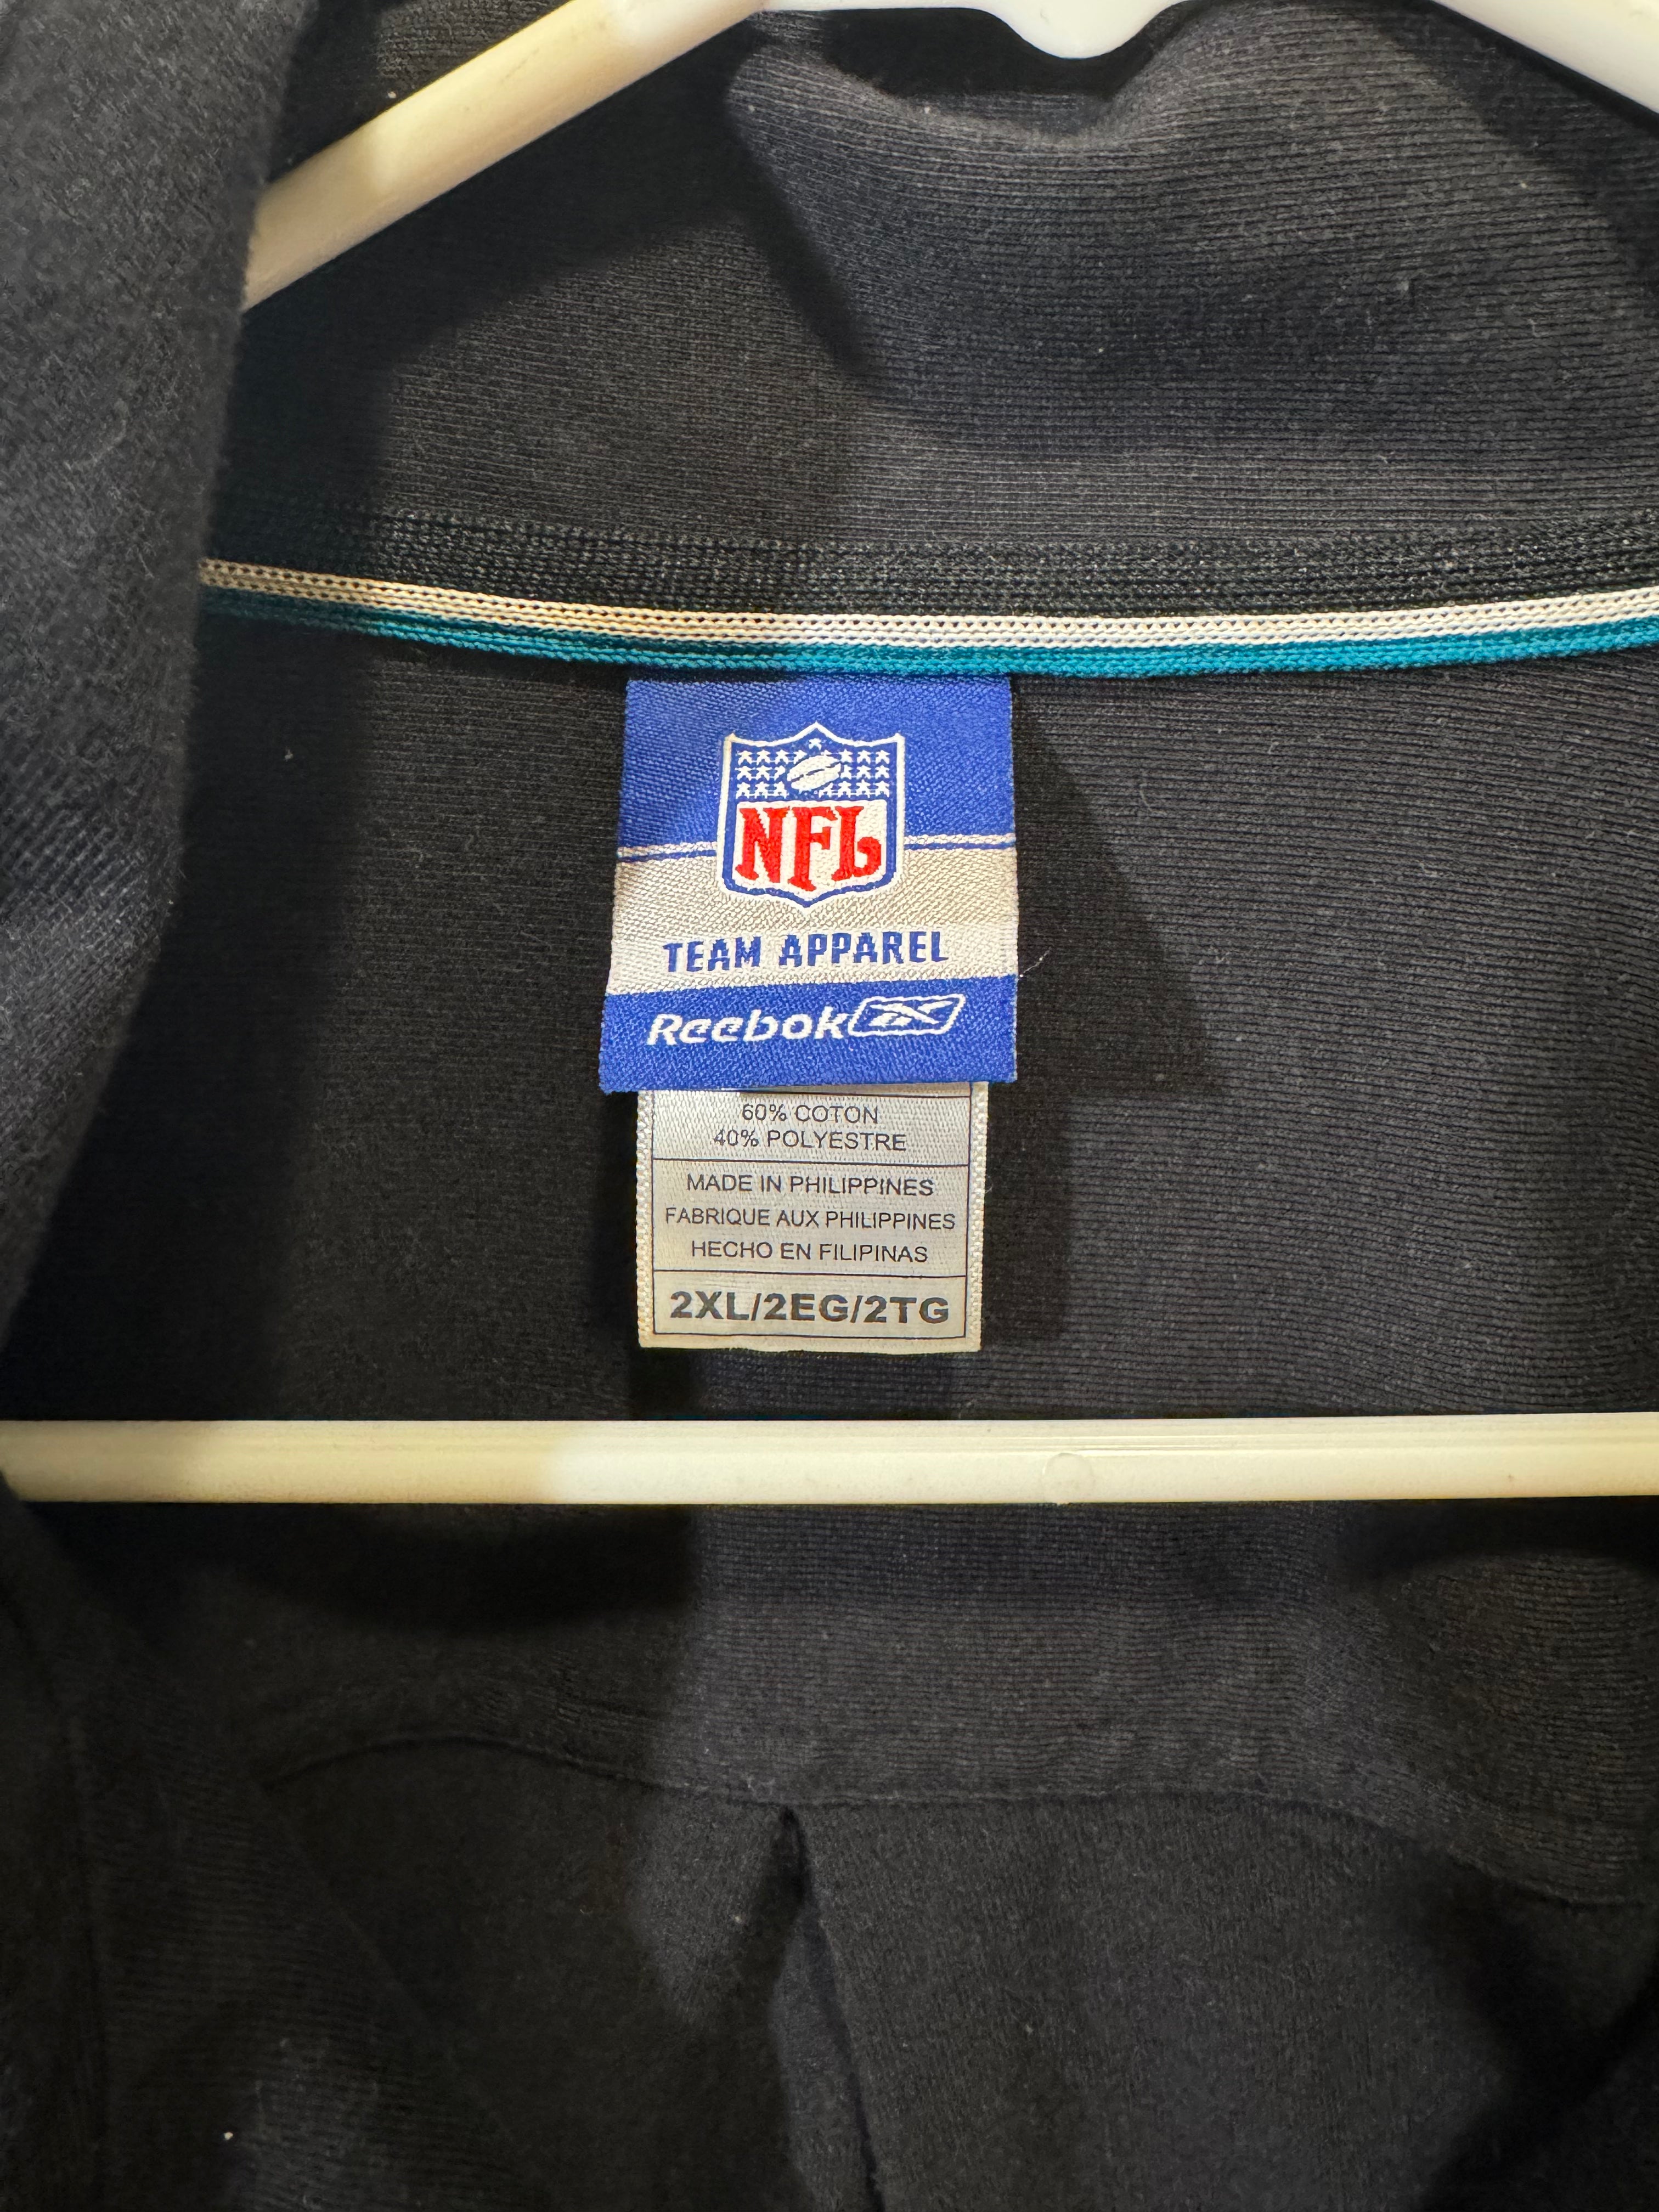 NFL
TEAM APPAREL
Reebok
60% COTON
40% POLYESTRE
MADE IN PHILIPPINES
FABRIQUE AUX PHILIPPINES
HECHO EN FILIPINAS
2XL/2EG/2TG